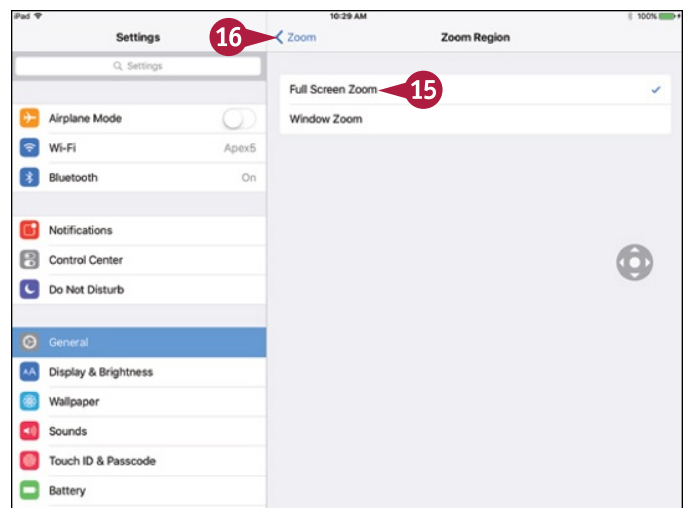 iPad 10:29 AM 100%
Settings 16 Zoom Zoom Region
Settings
Full Screen Zoom 15
Airplane Mode Window Zoom
Wi-Fi Apex5
Bluetooth On
Notifications
Control Center
Do Not Disturb
General
AA Display & Brightness
Wallpaper
Sounds
Touch ID & Passcode
Battery